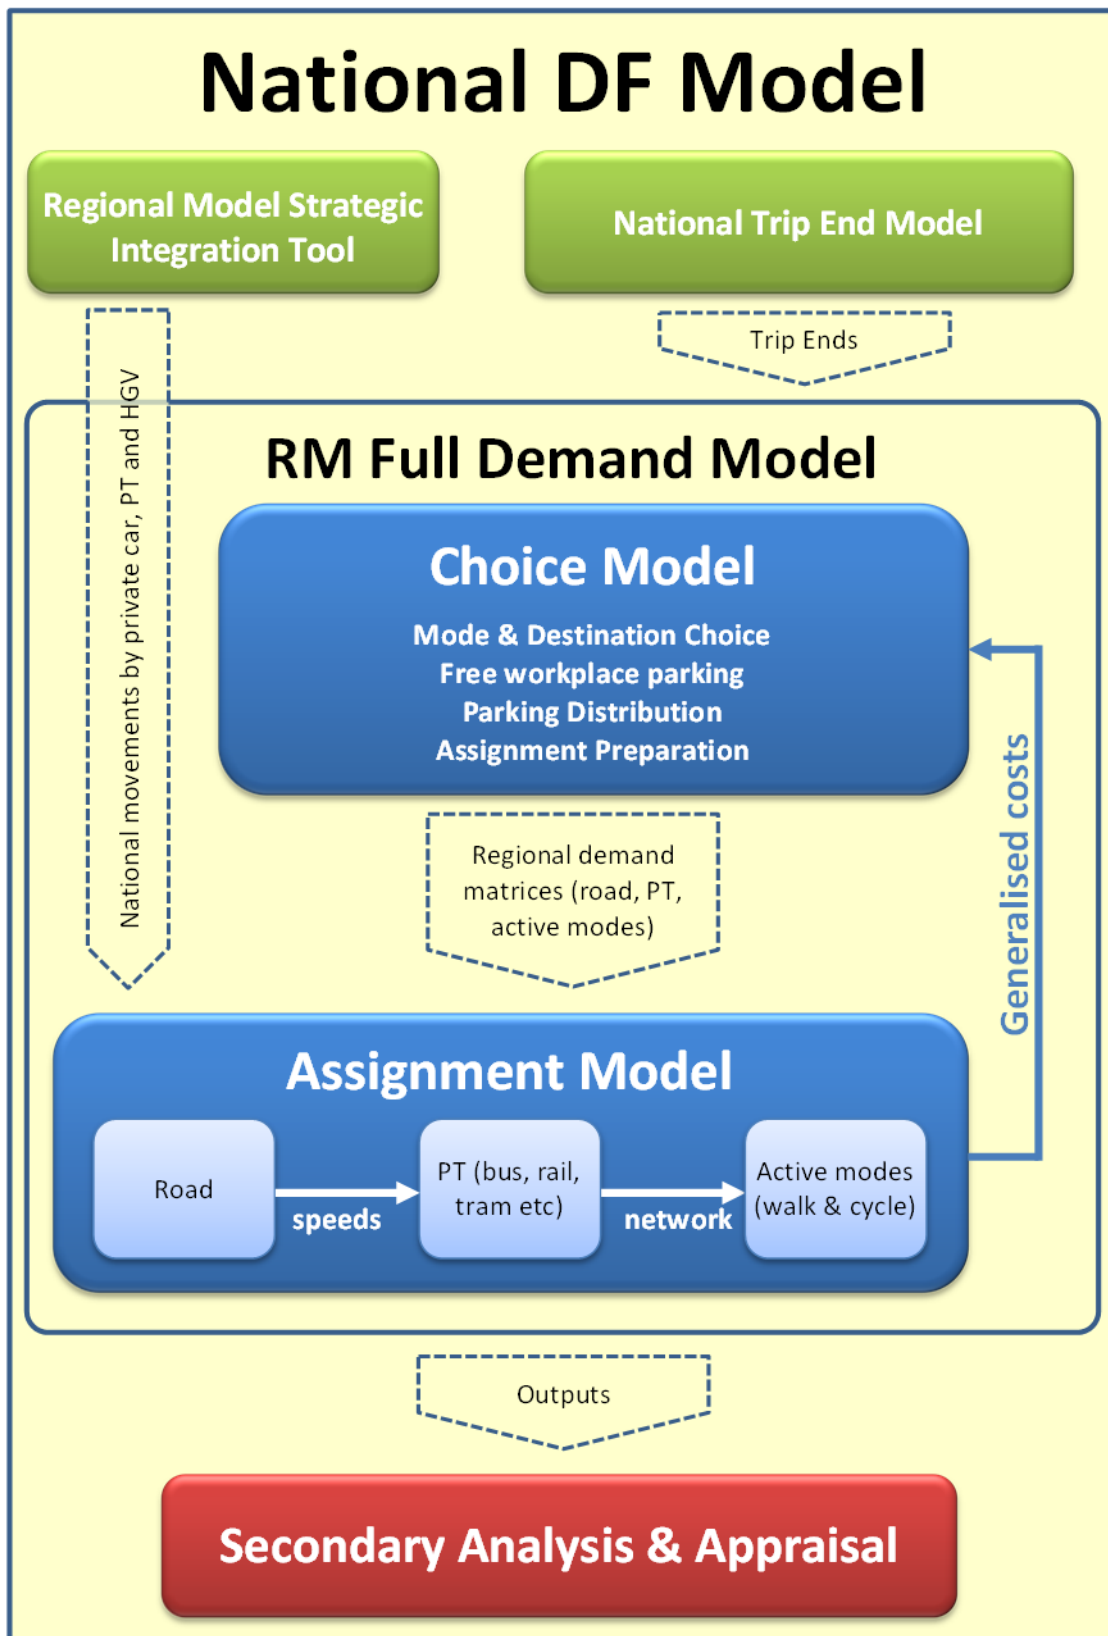 National DF Model
Regional Model Strategic
Integration Tool
National Trip End Model
Trip Ends
National movements by private car, PT and HGV
RM Full Demand Model
Choice Model
Mode & Destination Choice
Free workplace parking
Parking Distribution
Assignment Preparation
Regional demand
matrices (road, PT,
active modes)
Generalised costs
Assignment Model
Road
speeds
PT (bus, rail,
tram etc)
network
Active modes
(walk & cycle)
Outputs
Secondary Analysis & Appraisal